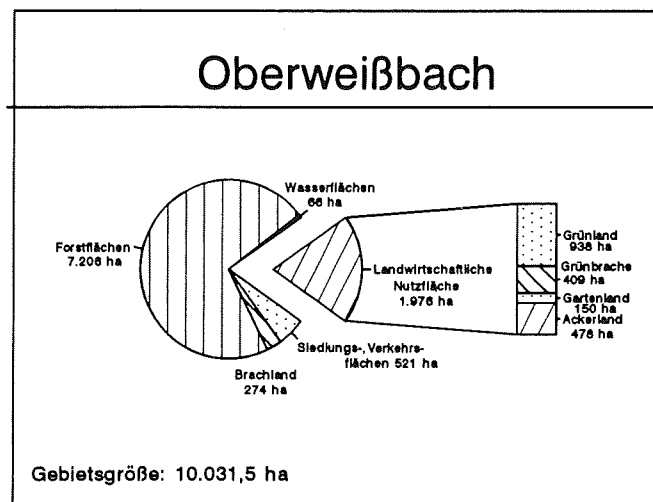 Oberweißbach
Wasserflächen
66 ha
Forstflächen
7.206 ha
Landwirtschaftliche
Nutzfläche
1.976 ha
Siedlungs-, Verkehrs-
flächen 521 ha
Brachland
274 ha
Grünland
938 ha
Grünbrache
409 ha
Gartenland
150 ha
Ackerland
478 ha
Gebietsgröße: 10.031,5 ha